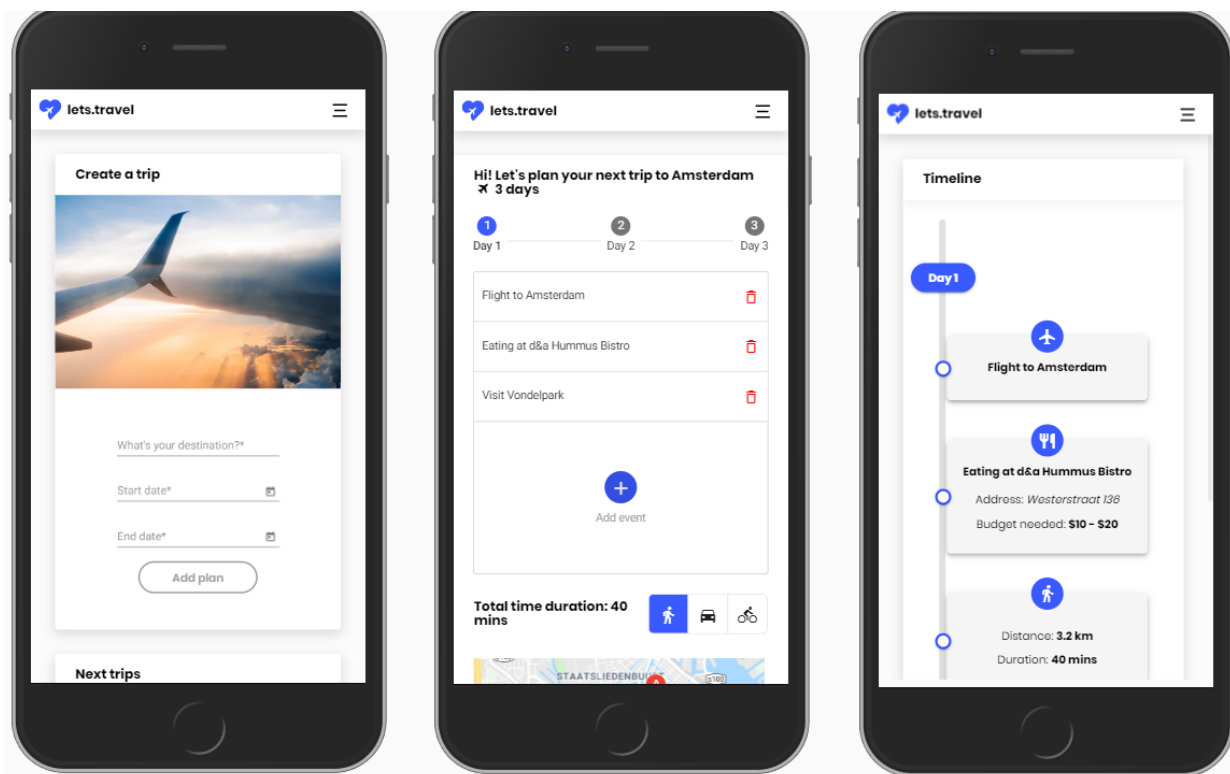 lets.travel
Create a trip
What's your destination?*
Start date*
End date*
Add plan
Next trips
lets.travel
Hi! Let's plan your next trip to Amsterdam
3 days
1
2
3
Day 1
Day 2
Day 3
Flight to Amsterdam
Eating at d&a Hummus Bistro
Visit Vondelpark
+
Add event
Total time duration: 40
mins
s100
lets.travel
Timeline
Day 1
Flight to Amsterdam
Eating at d&a Hummus Bistro
Address: Westerstraat 136
Budget needed: $10 - $20
Distance: 3.2 km
Duration: 40 mins